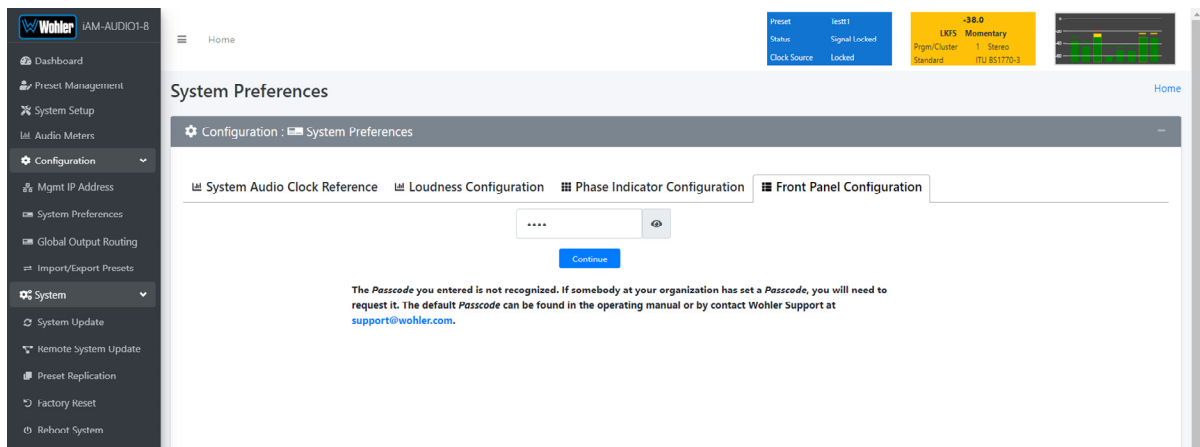 Wohler iAM-AUDIO1-8
Dashboard
Preset Management
System Setup
Audio Meters
Configuration
Mgmt IP Address
System Preferences
Global Output Routing
Import/Export Presets
System
System Update
Remote System Update
Preset Replication
Factory Reset
Reboot System
Home
Preset Testt1
Status Signal Locked
Clock Source Locked
-38.0
LKFS Momentary
Prgm/Cluster 1 Stereo
Standard ITU BS1770-3
System Preferences
Home
Configuration : System Preferences
System Audio Clock Reference Loudness Configuration Phase Indicator Configuration Front Panel Configuration
Continue
The Passcode you entered is not recognized. If somebody at your organization has set a Passcode, you will need to
request it. The default Passcode can be found in the operating manual or by contact Wohler Support at
support@wohler.com.